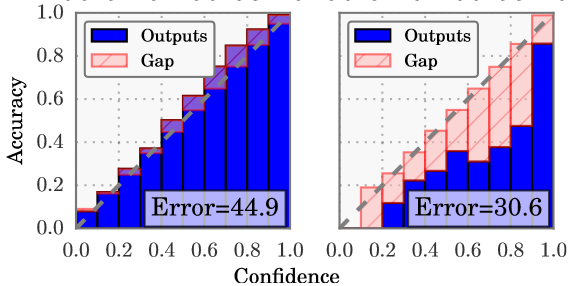 1.0
0.8
0.6
0.4
0.2
0.0
Accuracy
Outputs
Gap
Error=44.9
0.0 0.2 0.4 0.6 0.8 1.0
Outputs
Gap
Error=30.6
0.0 0.2 0.4 0.6 0.8 1.0
Confidence